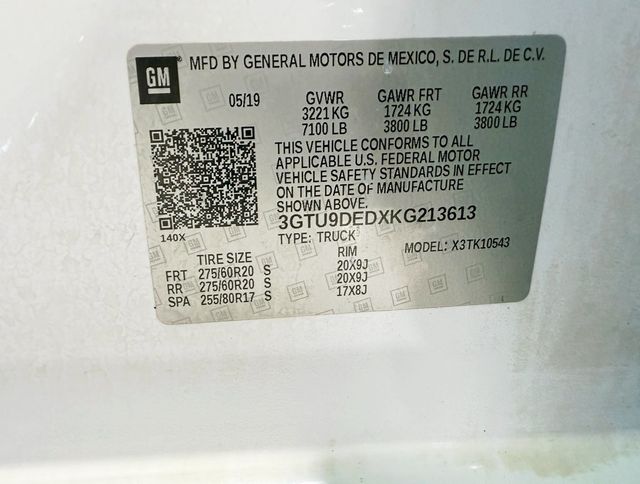 GM MFD BY GENERAL MOTORS DE MEXICO, S. DE R.L. DE C.V.
05/19 GVWR GAWR FRT GAWR RR
3221 KG 1724 KG 1724 KG
7100 LB 3800 LB 3800 LB
THIS VEHICLE CONFORMS TO ALL
APPLICABLE U.S. FEDERAL MOTOR
VEHICLE SAFETY STANDARDS IN EFFECT
ON THE DATE OF MANUFACTURE
SHOWN ABOVE.
3GTU9DEDXKG213613
140X TYPE: TRUCK MODEL: X3TK10543
TIRE SIZE RIM
FRT 275/60R20 S 20X9J
RR 275/60R20 S 20X9J
SPA 255/80R17 S 17X8J